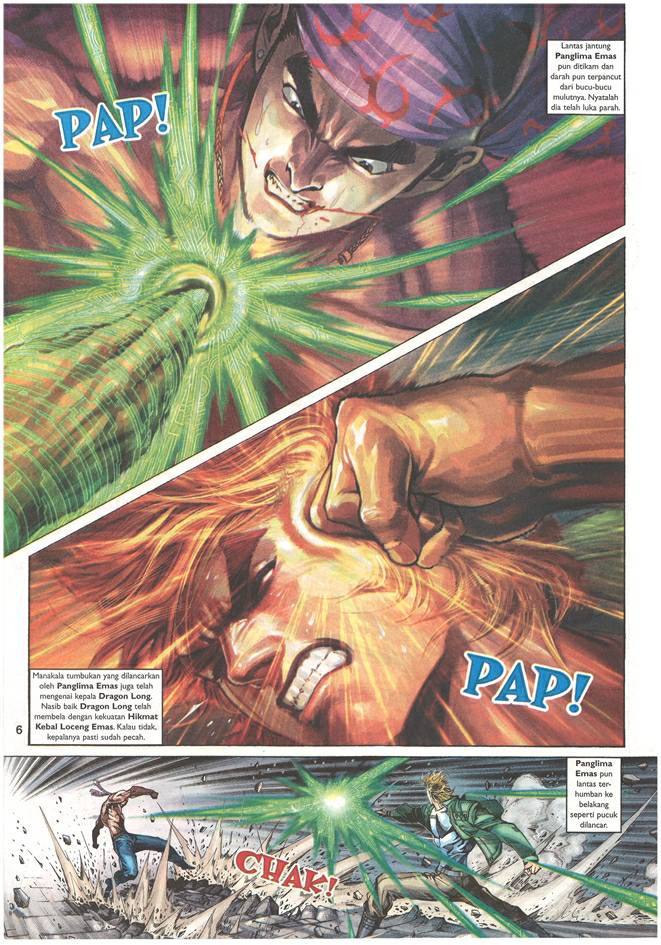 Lantas jantung
Panglima Emas
pun ditikam dan
darah pun terpancut
dari bucu-bucu
mulutnya. Nyatalah
dia telah luka parah.
PAP!
PAP!
Manakala tumbukan yang dilancarkan
oleh Panglima Emas juga telah
mengenai kepala Dragon Long.
Nasib baik Dragon Long telah
membela dengan kekuatan Hikmat
Kebal Loceng Emas. Kalau tidak,
kepalanya pasti sudah pecah.
6
Panglima
Emas pun
lantas ter-
humban ke
belakang
seperti pucuk
dilancar.
CHAK!